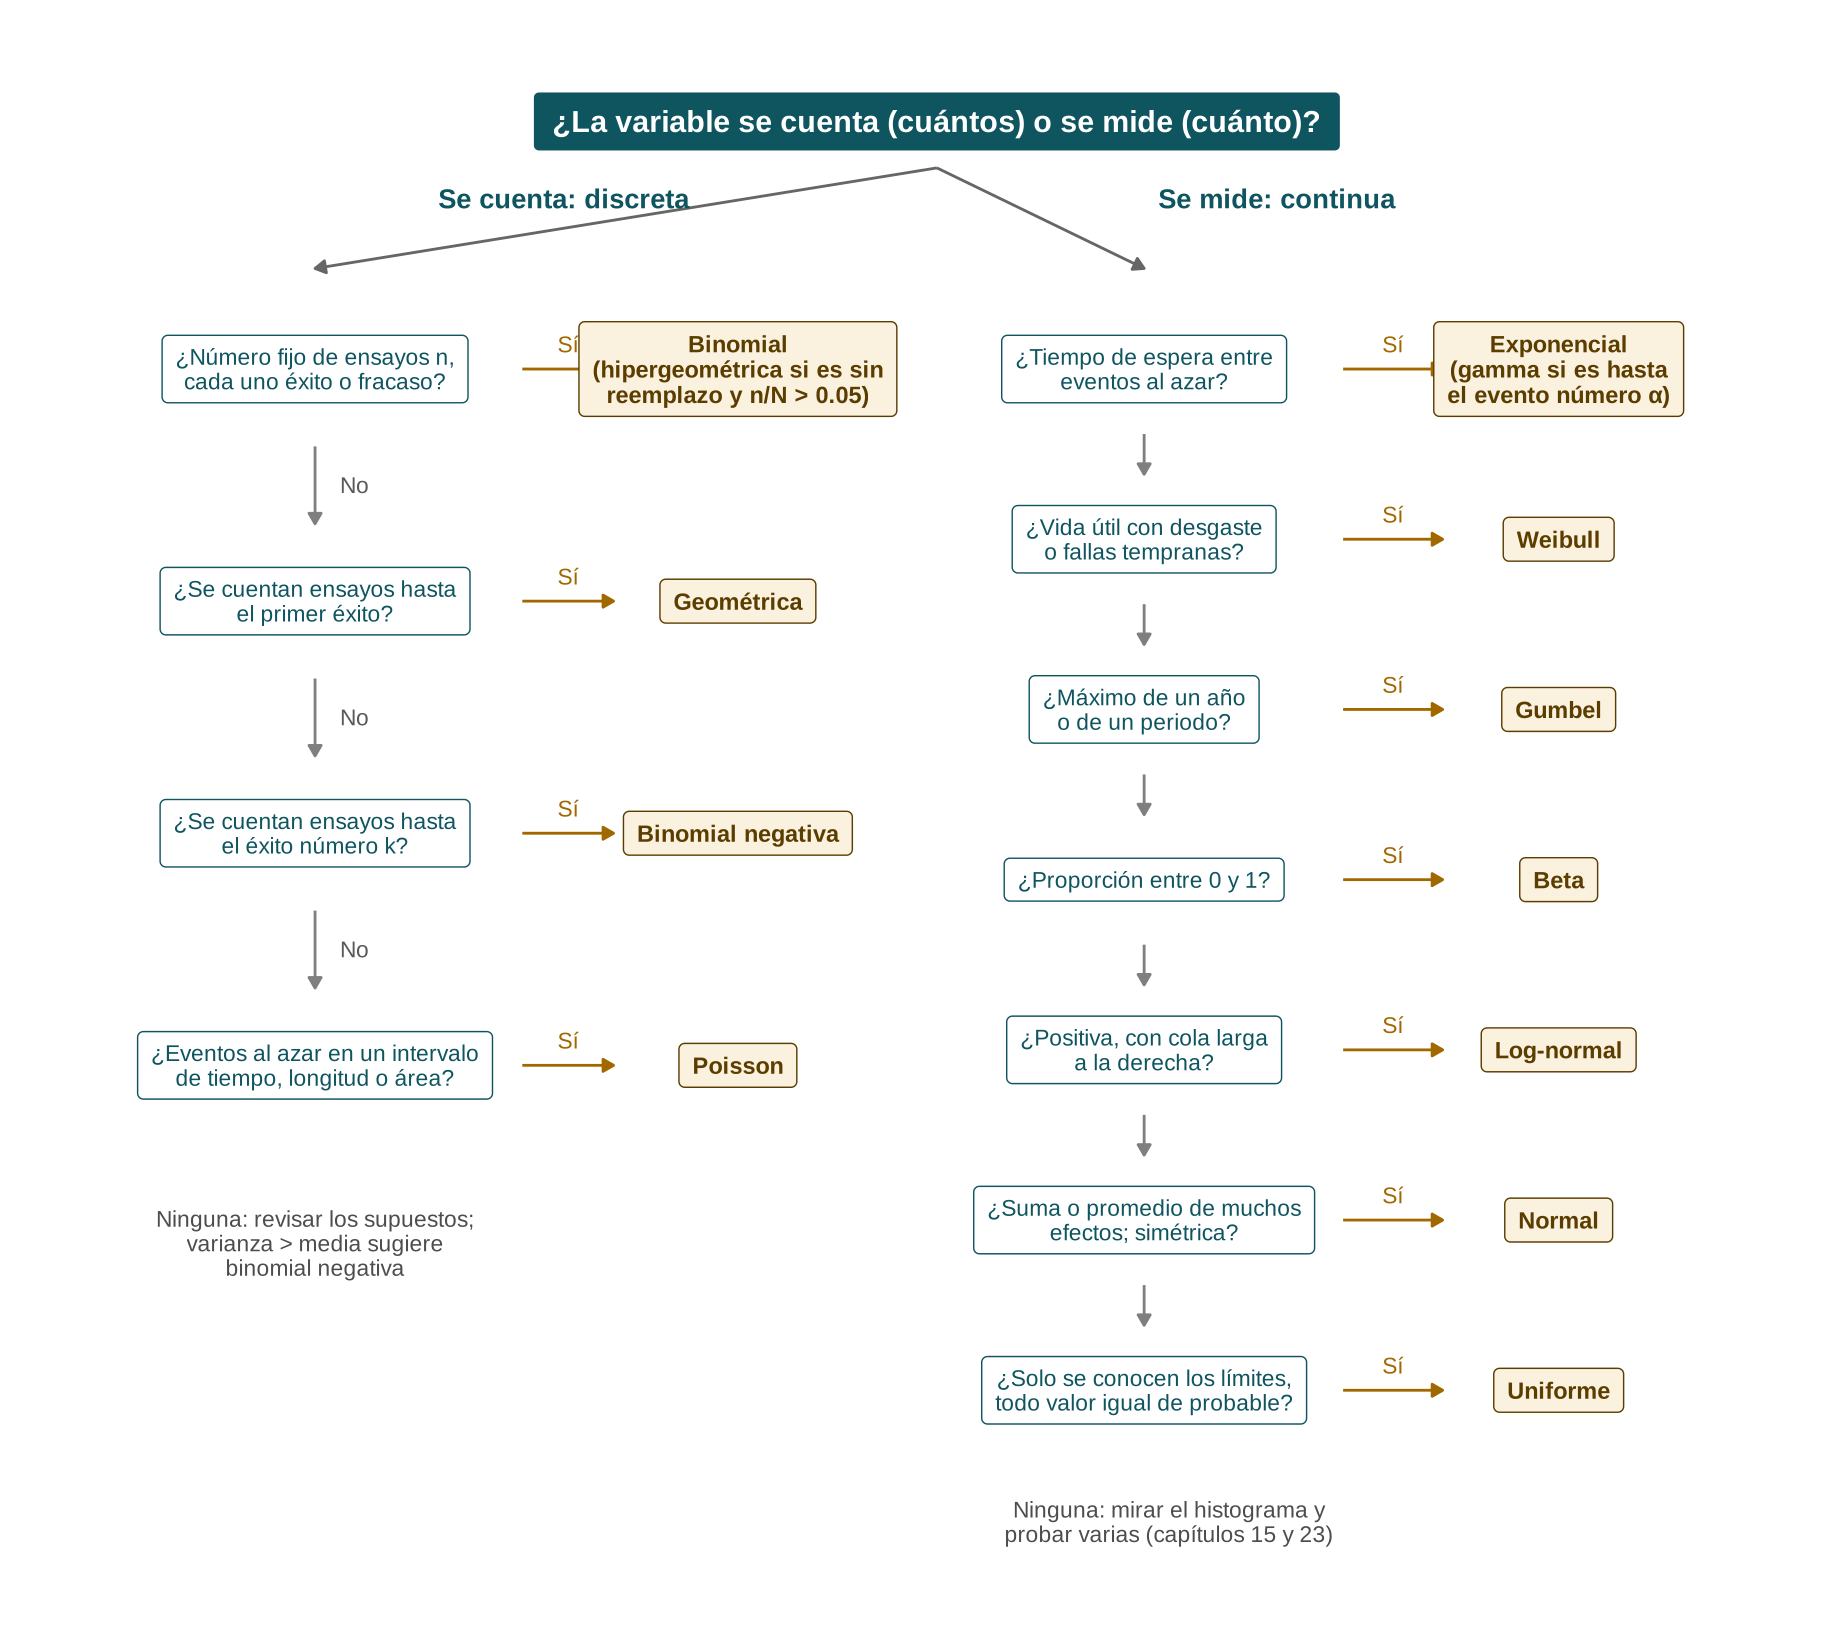 ¿La variable se cuenta (cuántos) o se mide (cuánto)?
Se cuenta: discreta
Se mide: continua
¿Número fijo de ensayos n,
cada uno éxito o fracaso?
Sí
Binomial
(hipergeométrica si es sin
reemplazo y n/N > 0.05)
No
¿Se cuentan ensayos hasta
el primer éxito?
Sí
Geométrica
No
¿Se cuentan ensayos hasta
el éxito número k?
Sí
Binomial negativa
No
¿Eventos al azar en un intervalo
de tiempo, longitud o área?
Sí
Poisson
Ninguna: revisar los supuestos;
varianza > media sugiere
binomial negativa
¿Tiempo de espera entre
eventos al azar?
Sí
Exponencial
(gamma si es hasta
el evento número α)
¿Vida útil con desgaste
o fallas tempranas?
Sí
Weibull
¿Máximo de un año
o de un periodo?
Sí
Gumbel
¿Proporción entre 0 y 1?
Sí
Beta
¿Positiva, con cola larga
a la derecha?
Sí
Log-normal
¿Suma o promedio de muchos
efectos; simétrica?
Sí
Normal
¿Solo se conocen los límites,
todo valor igual de probable?
Sí
Uniforme
Ninguna: mirar el histograma y
probar varias (capítulos 15 y 23)